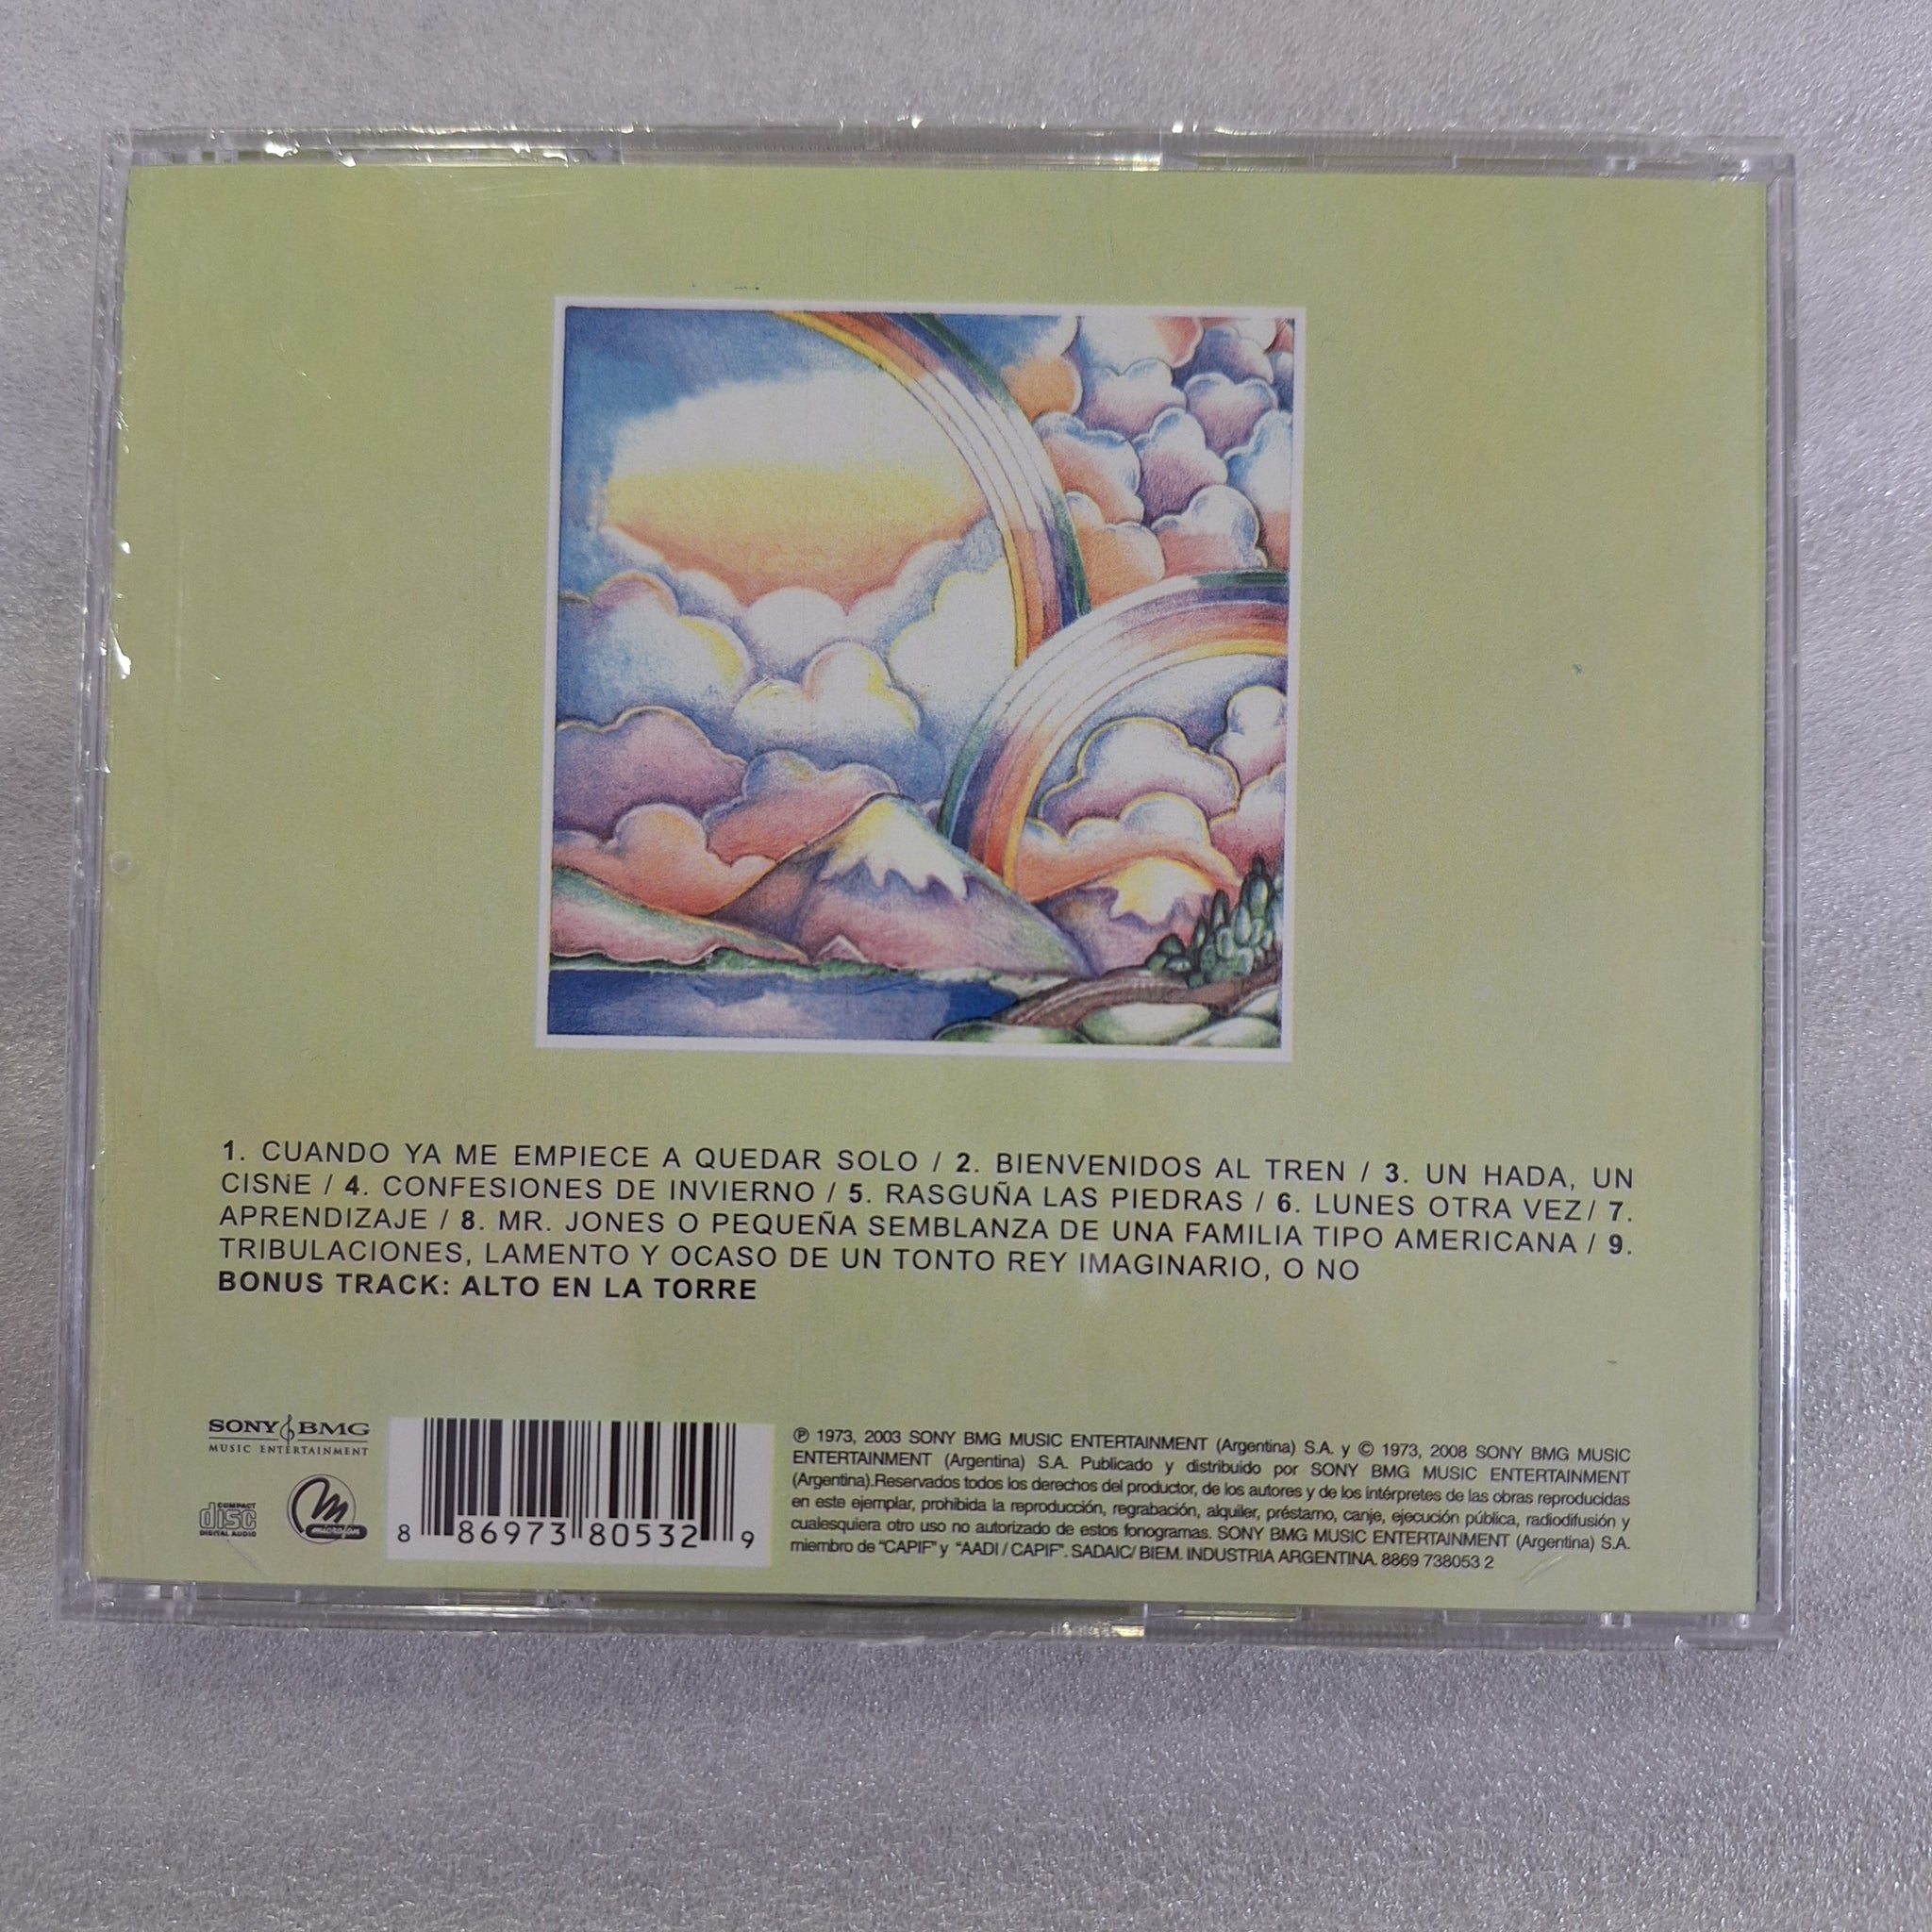 1. CUANDO YA ME EMPIECE A QUEDAR SOLO / 2. BIENVENIDOS AL TREN / 3. UN HADA, UN
CISNE / 4. CONFESIONES DE INVIERNO / 5. RASGUÑA LAS PIEDRAS / 6. LUNES OTRA VEZ/ 7.
APRENDIZAJE / 8. MR. JONES O PEQUEÑA SEMBLANZA DE UNA FAMILIA TIPO AMERICANA / 9.
TRIBULACIONES, LAMENTO Y OCASO DE UN TONTO REY IMAGINARIO, O NO
BONUS TRACK: ALTO EN LA TORRE
SONY BMG
MUSIC ENTERTAINMENT
COMPACT
disc
DIGITAL AUDIO
microfon
8 86973 80532 9
℗ 1973, 2003 SONY BMG MUSIC ENTERTAINMENT (Argentina) S.A. y © 1973, 2008 SONY BMG MUSIC
ENTERTAINMENT (Argentina) S.A. Publicado y distribuido por SONY BMG MUSIC ENTERTAINMENT
(Argentina).Reservados todos los derechos del productor, de los autores y de los intérpretes de las obras reproducidas
en este ejemplar, prohibida la reproducción, regrabación, alquiler, préstamo, canje, ejecución pública, radiodifusión y
cualesquiera otro uso no autorizado de estos fonogramas. SONY BMG MUSIC ENTERTAINMENT (Argentina) S.A.
miembro de "CAPIF" y "AADI / CAPIF". SADAIC/ BIEM. INDUSTRIA ARGENTINA. 8869 738053 2